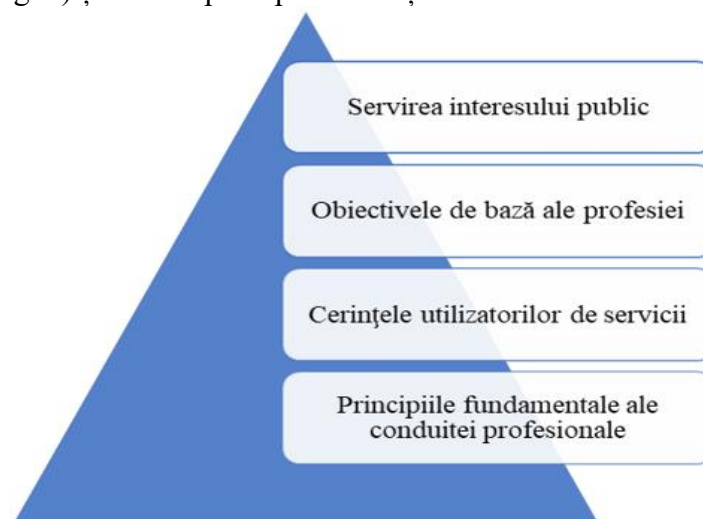 Servirea interesului public
Obiectivele de bază ale profesiei
Cerinţele utilizatorilor de servicii
Principiile fundamentale ale
conduitei profesionale